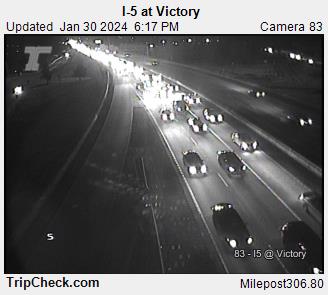 I-5 at Victory
Updated Jan 30 2024 6:17 PM Camera 83
T
S
83 - I5 @ Victory
TripCheck.com Milepost306.80